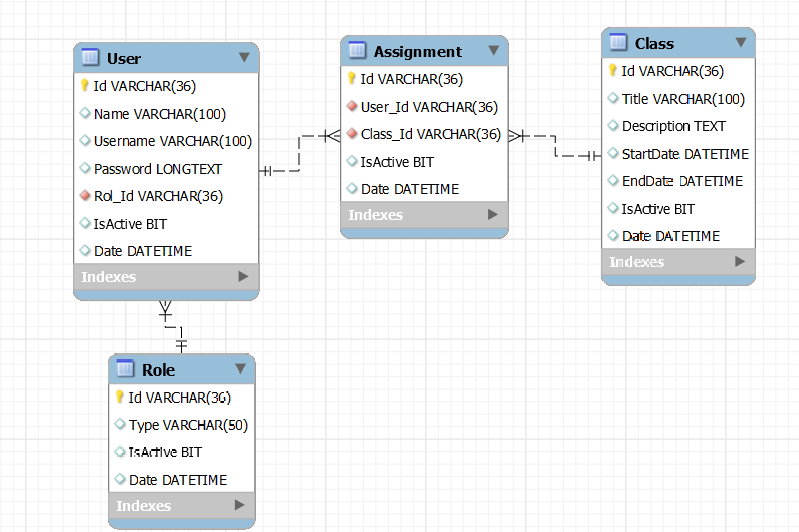 User
Id VARCHAR(36)
Name VARCHAR(100)
Username VARCHAR(100)
Password LONGTEXT
Rol_Id VARCHAR(36)
IsActive BIT
Date DATETIME
Indexes
Assignment
Id VARCHAR(36)
User_Id VARCHAR(36)
Class_Id VARCHAR(36)
IsActive BIT
Date DATETIME
Indexes
Class
Id VARCHAR(36)
Title VARCHAR(100)
Description TEXT
StartDate DATETIME
EndDate DATETIME
IsActive BIT
Date DATETIME
Indexes
Role
Id VARCHAR(36)
Type VARCHAR(50)
IsActive BIT
Date DATETIME
Indexes